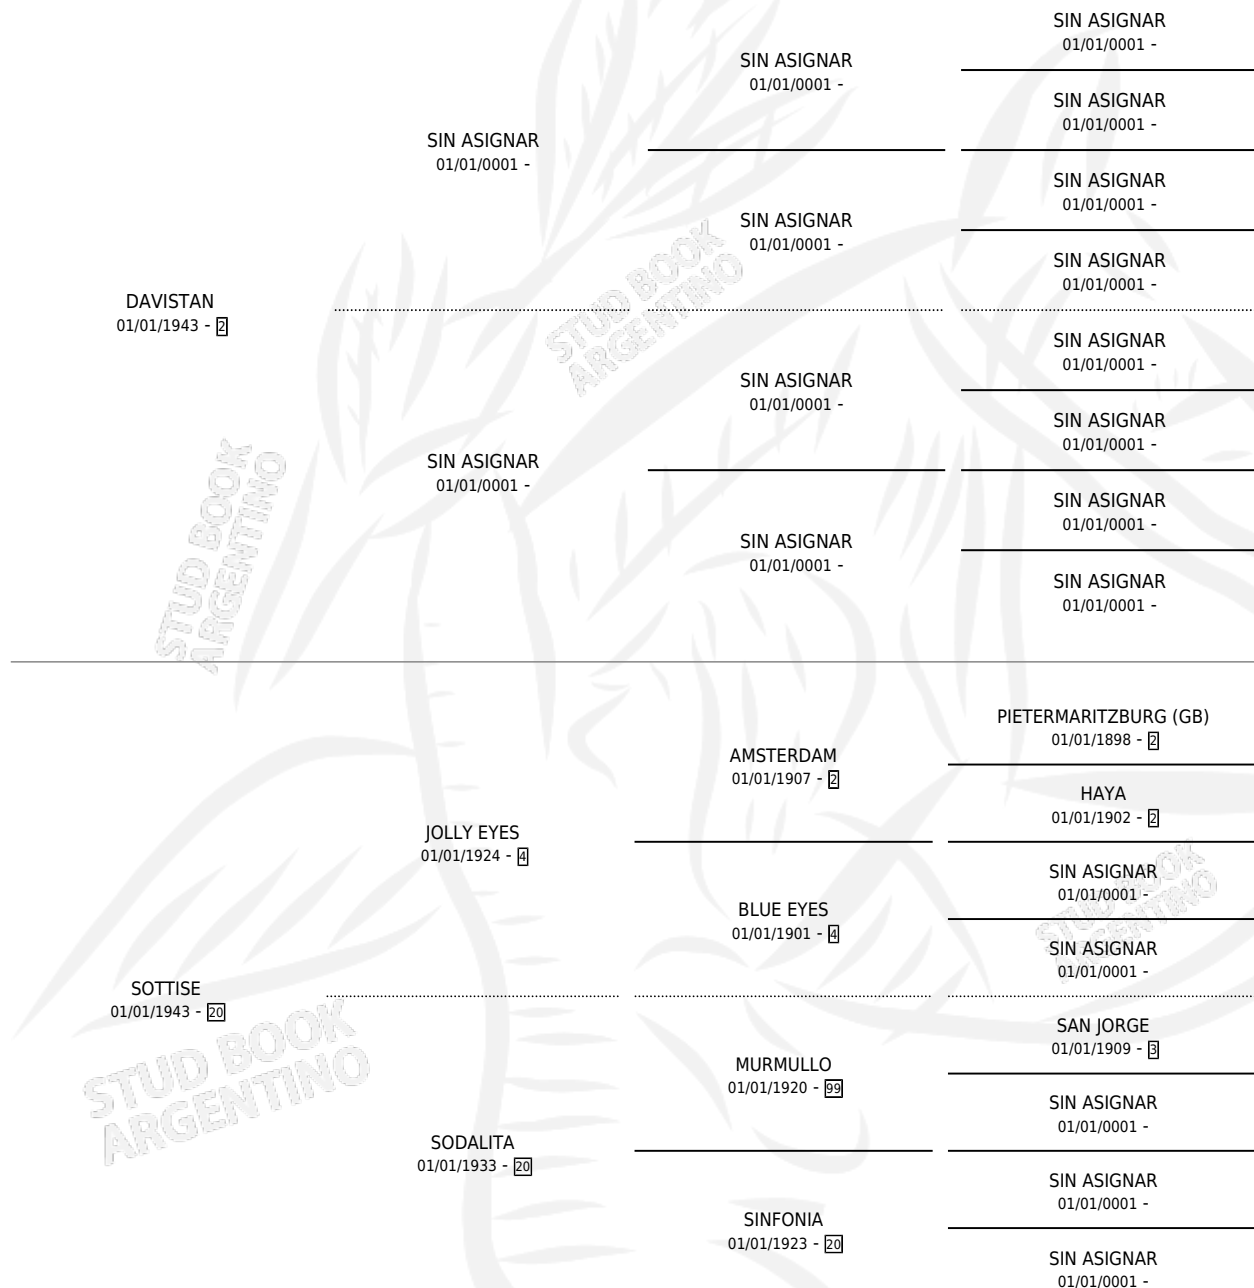 SIN ASIGNAR
01/01/0001 -
SIN ASIGNAR
01/01/0001 -
SIN ASIGNAR
01/01/0001 -
SIN ASIGNAR
01/01/0001 -
SIN ASIGNAR
01/01/0001 -
SIN ASIGNAR
01/01/0001 -
SIN ASIGNAR
01/01/0001 -
STUD BOOK
ARGENTINO
DAVISTAN
01/01/1943 - 2
SIN ASIGNAR
01/01/0001 -
SIN ASIGNAR
01/01/0001 -
SIN ASIGNAR
01/01/0001 -
SIN ASIGNAR
01/01/0001 -
SIN ASIGNAR
01/01/0001 -
SIN ASIGNAR
01/01/0001 -
SIN ASIGNAR
01/01/0001 -
STUD BOOK
ARGENTINO
PIETERMARITZBURG (GB)
01/01/1898 - 2
AMSTERDAM
01/01/1907 - 2
HAYA
01/01/1902 - 2
JOLLY EYES
01/01/1924 - 4
SIN ASIGNAR
01/01/0001 -
BLUE EYES
01/01/1901 - 4
STUD BOOK
ARGENTINO
SIN ASIGNAR
01/01/0001 -
SOTTISE
01/01/1943 - 20
STUD BOOK
ARGENTINO
SAN JORGE
01/01/1909 - 3
MURMULLO
01/01/1920 - 99
SIN ASIGNAR
01/01/0001 -
SODALITA
01/01/1933 - 20
SIN ASIGNAR
01/01/0001 -
SINFONIA
01/01/1923 - 20
SIN ASIGNAR
01/01/0001 -